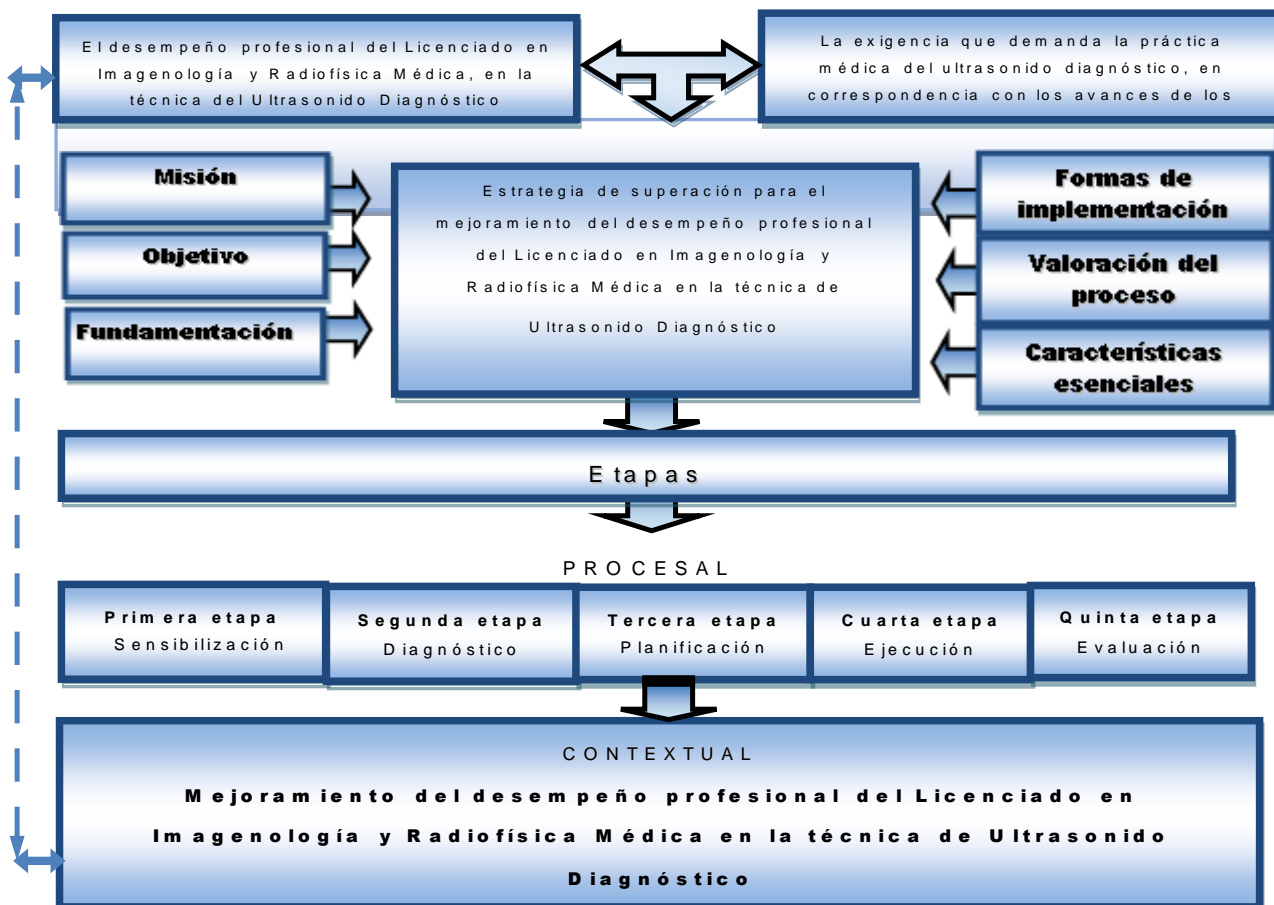 El desempeño profesional del Licenciado en
Imagenología y Radiofísica Médica, en la
técnica del Ultrasonido Diagnóstico
La exigencia que demanda la práctica
médica del ultrasonido diagnóstico, en
correspondencia con los avances de los
Misión
Objetivo
Fundamentación
Estrategia de superación para el
mejoramiento del desempeño profesional
del Licenciado en Imagenología y
Radiofísica Médica en la técnica de
Ultrasonido Diagnóstico
Formas de
implementación
Valoración del
proceso
Características
esenciales
Etapas
PROCESAL
Primera etapa
Sensibilización
Segunda etapa
Diagnóstico
Tercera etapa
Planificación
Cuarta etapa
Ejecución
Quinta etapa
Evaluación
CONTEXTUAL
Mejoramiento del desempeño profesional del Licenciado en
Imagenología y Radiofísica Médica en la técnica de Ultrasonido
Diagnóstico